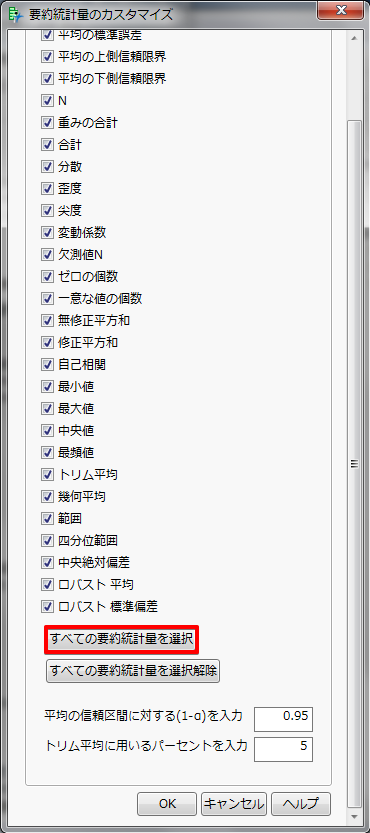 要約統計量のカスタマイズ
平均の標準誤差
平均の上側信頼限界
平均の下側信頼限界
N
重みの合計
合計
分散
歪度
尖度
変動係数
欠測値N
ゼロの個数
一意な値の個数
無修正平方和
修正平方和
自己相関
最小値
最大値
中央値
最頻値
トリム平均
幾何平均
範囲
四分位範囲
中央絶対偏差
ロバスト 平均
ロバスト 標準偏差
すべての要約統計量を選択
すべての要約統計量を選択解除
平均の信頼区間に対する(1-α)を入力 0.95
トリム平均に用いるパーセントを入力 5
OK キャンセル ヘルプ